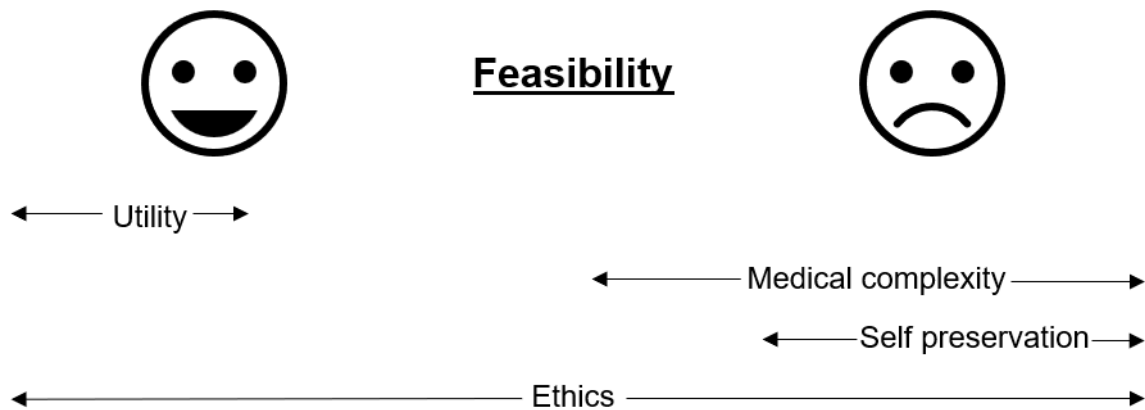 Feasibility
Utility
Medical complexity
Self preservation
Ethics